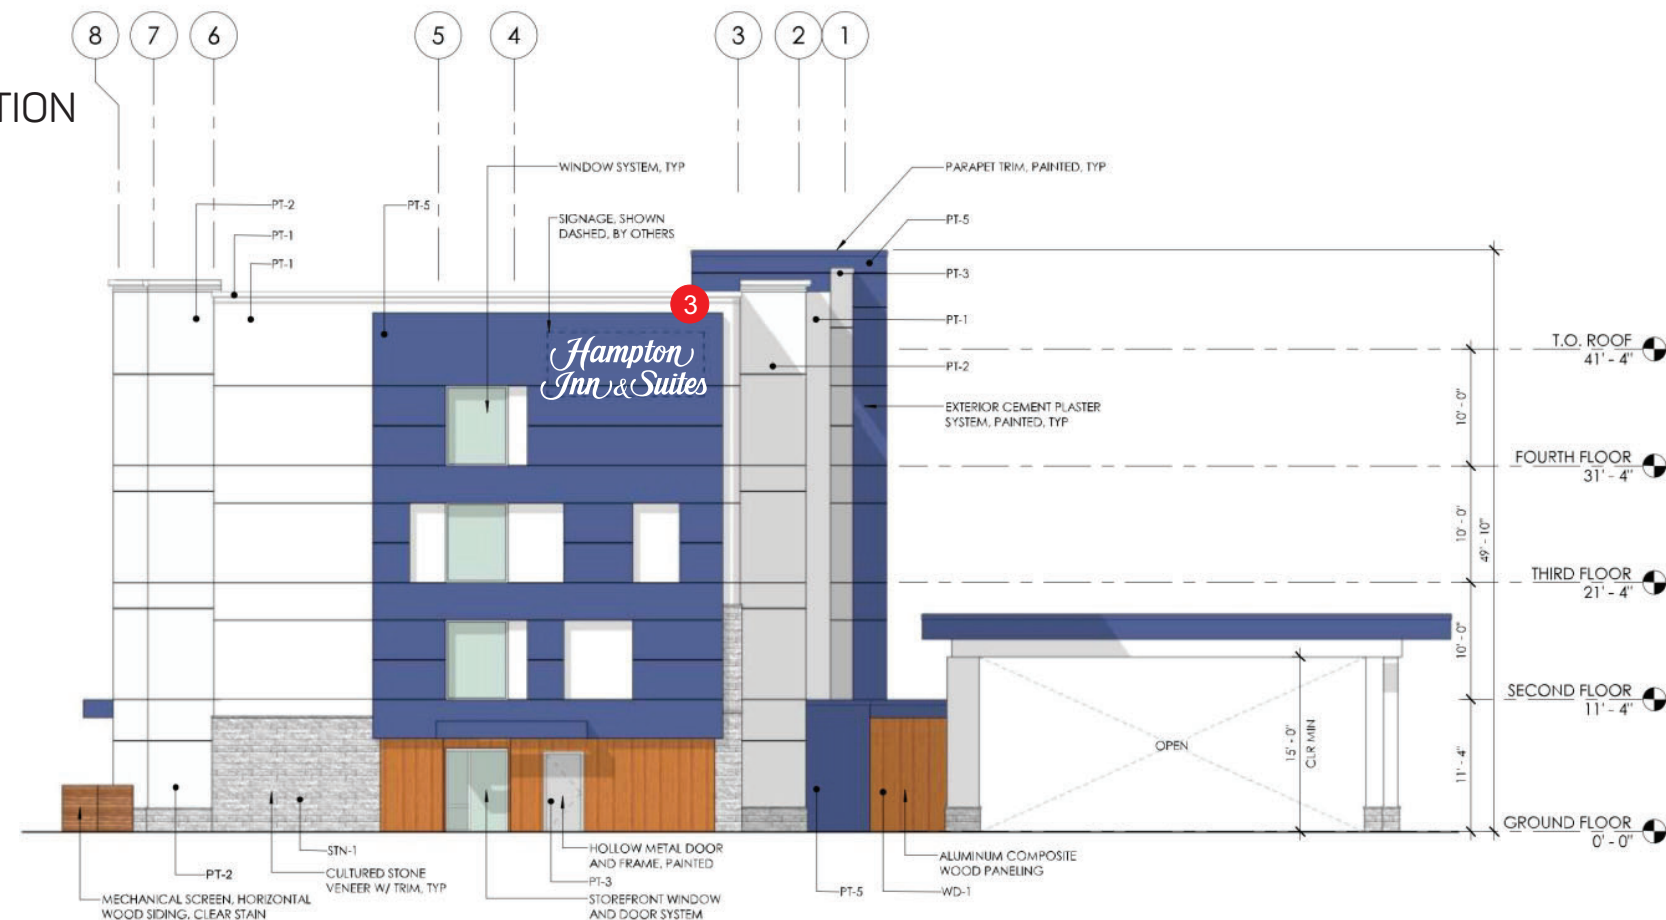 8 7 6 5 4 3 2 1
TION
WINDOW SYSTEM, TYP
PARAPET TRIM, PAINTED, TYP
PT-2
PT-5
SIGNAGE, SHOWN
DASHED, BY OTHERS
PT-5
PT-1
PT-1
PT-3
3
PT-1
Hampton
Inn & Suites
T.O. ROOF
41' - 4"
PT-2
EXTERIOR CEMENT PLASTER
SYSTEM, PAINTED, TYP
10' - 0"
FOURTH FLOOR
31' - 4"
10' - 0"
49' - 10"
THIRD FLOOR
21' - 4"
10' - 0"
SECOND FLOOR
11' - 4"
OPEN
15' - 0"
CLR MIN
11' - 4"
GROUND FLOOR
0' - 0"
STN-1
HOLLOW METAL DOOR
AND FRAME, PAINTED
ALUMINUM COMPOSITE
WOOD PANELING
PT-2
CULTURED STONE
VENEER W/ TRIM, TYP
PT-3
PT-5
WD-1
MECHANICAL SCREEN, HORIZONTAL
WOOD SIDING, CLEAR STAIN
STOREFRONT WINDOW
AND DOOR SYSTEM